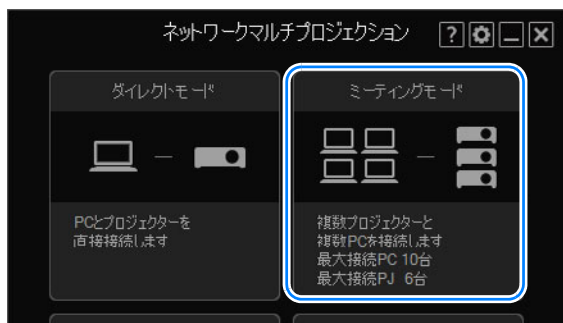 ネットワークマルチプロジェクション
ダイレクトモード
ミーティングモード
PCとプロジェクターを
直接接続します
複数プロジェクターと
複数PCを接続します
最大接続PC 10台
最大接続PJ 6台